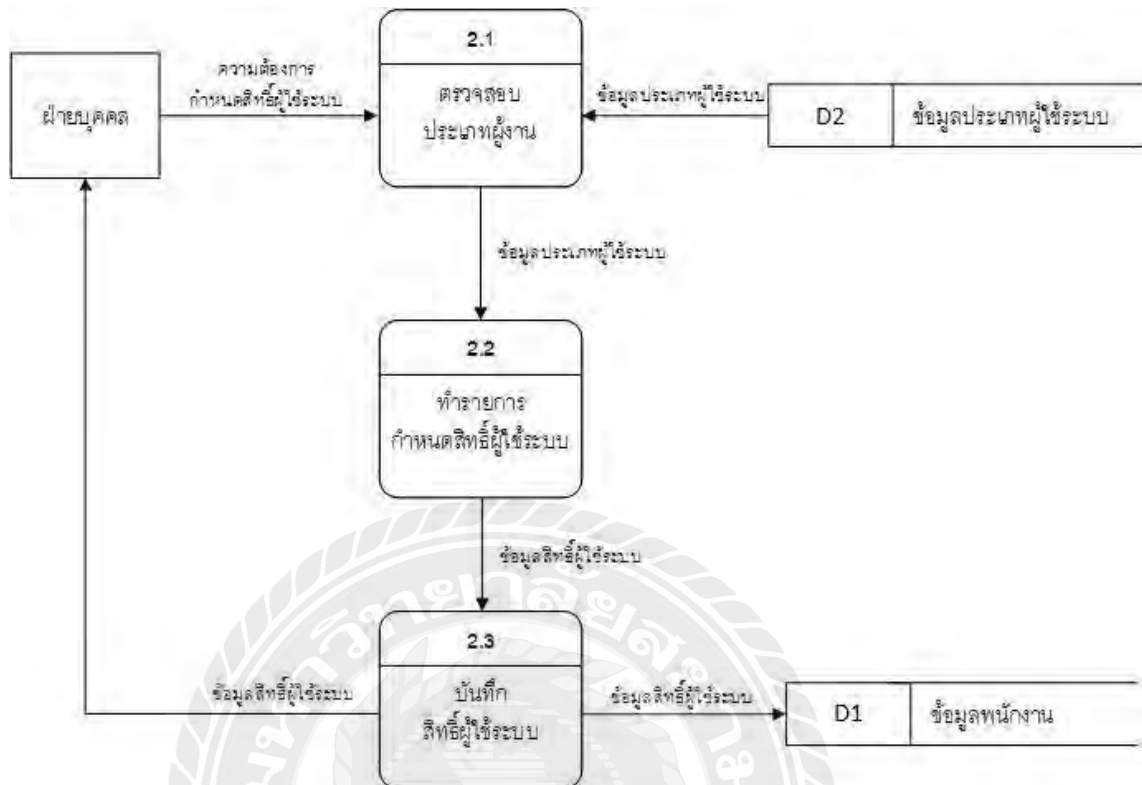 2.1
ตรวจสอบ
ประเภทผู้งาน
ฝ่ายบุคคล
ความต้องการ
กำหนดสิทธิ์ผู้ใช้ระบบ
ข้อมูลประเภทผู้ใช้ระบบ
D2
ข้อมูลประเภทผู้ใช้ระบบ
ข้อมูลประเภทผู้ใช้ระบบ
2.2
ทำรายการ
กำหนดสิทธิ์ผู้ใช้ระบบ
ข้อมูลสิทธิ์ผู้ใช้ระบบ
2.3
บันทึก
สิทธิ์ผู้ใช้ระบบ
ข้อมูลสิทธิ์ผู้ใช้ระบบ
ข้อมูลสิทธิ์ผู้ใช้ระบบ
D1
ข้อมูลพนักงาน